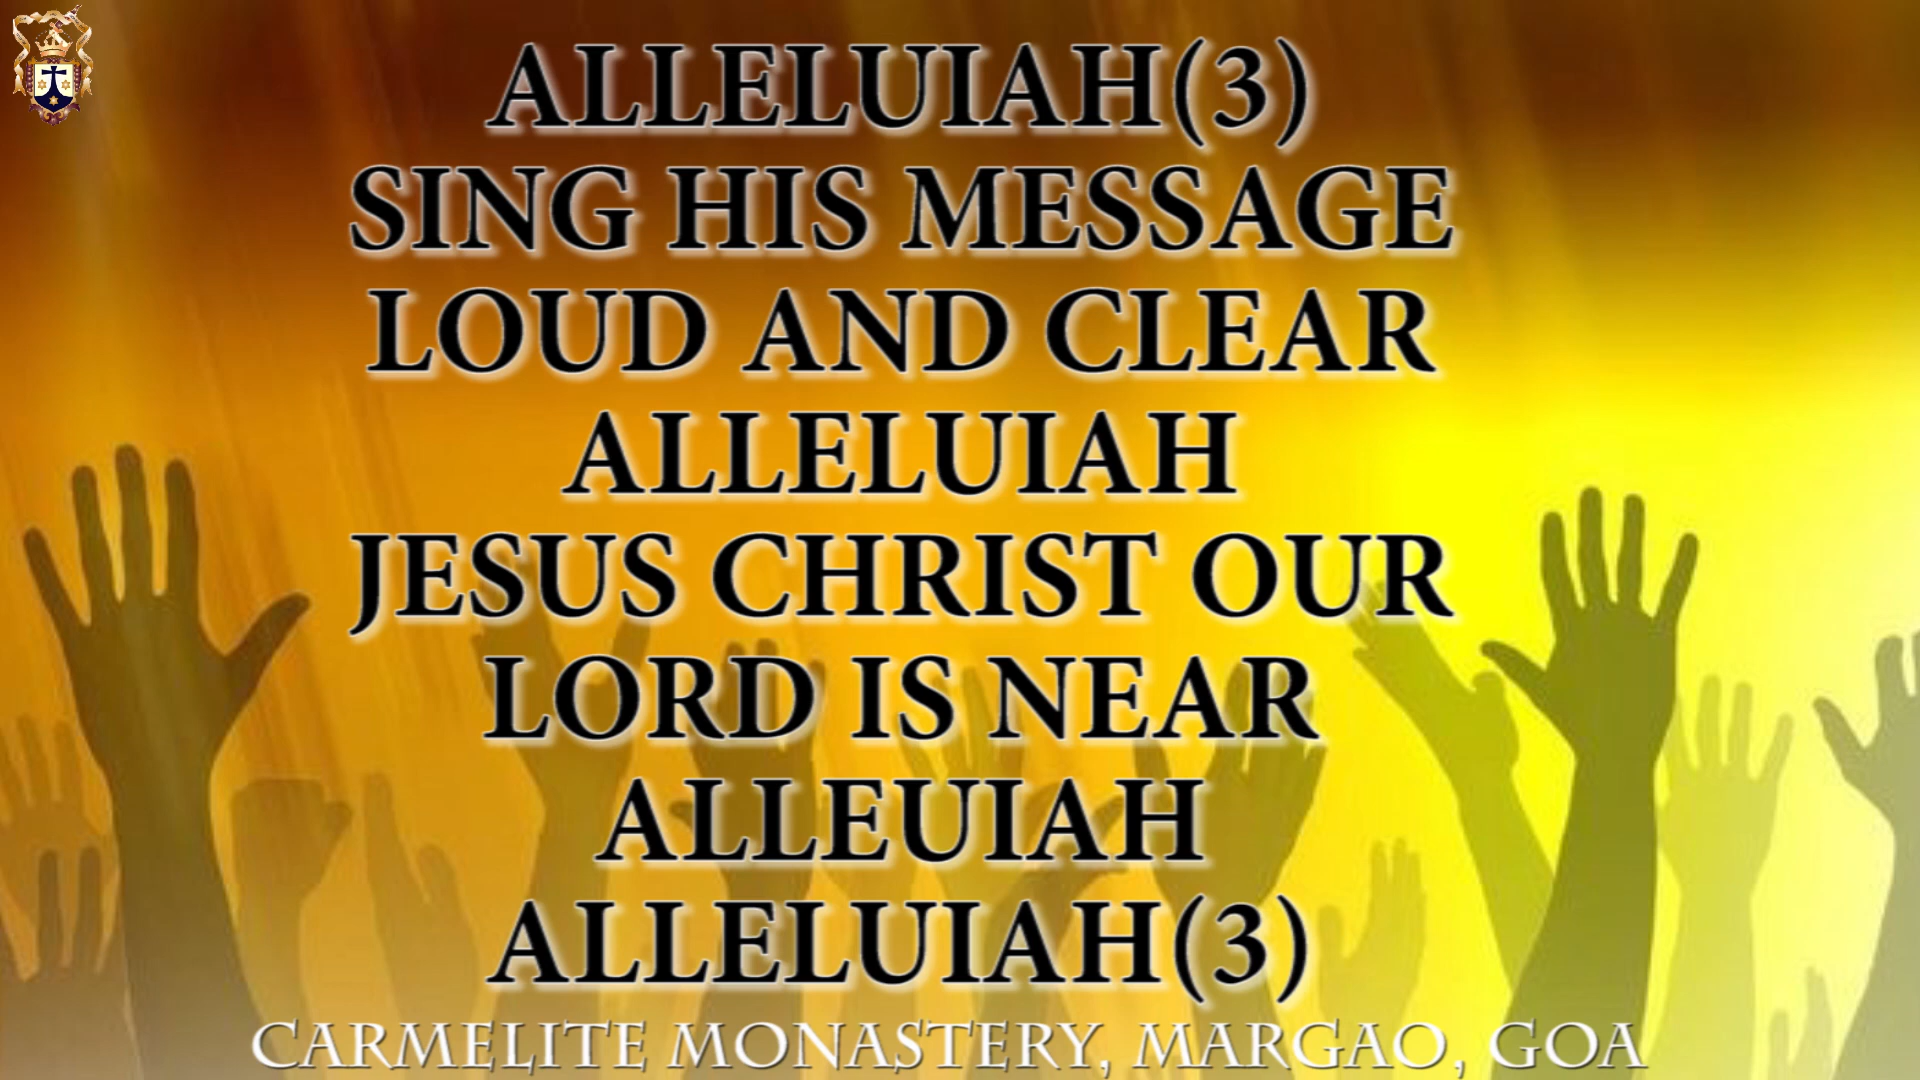 ALLELUIAH(3)
SING HIS MESSAGE
LOUD AND CLEAR
ALLELUIAH
JESUS CHRIST OUR
LORD IS NEAR
ALLEUIAH
ALLELUIAH(3)
CARMELITE MONASTERY, MARGAO, GOA